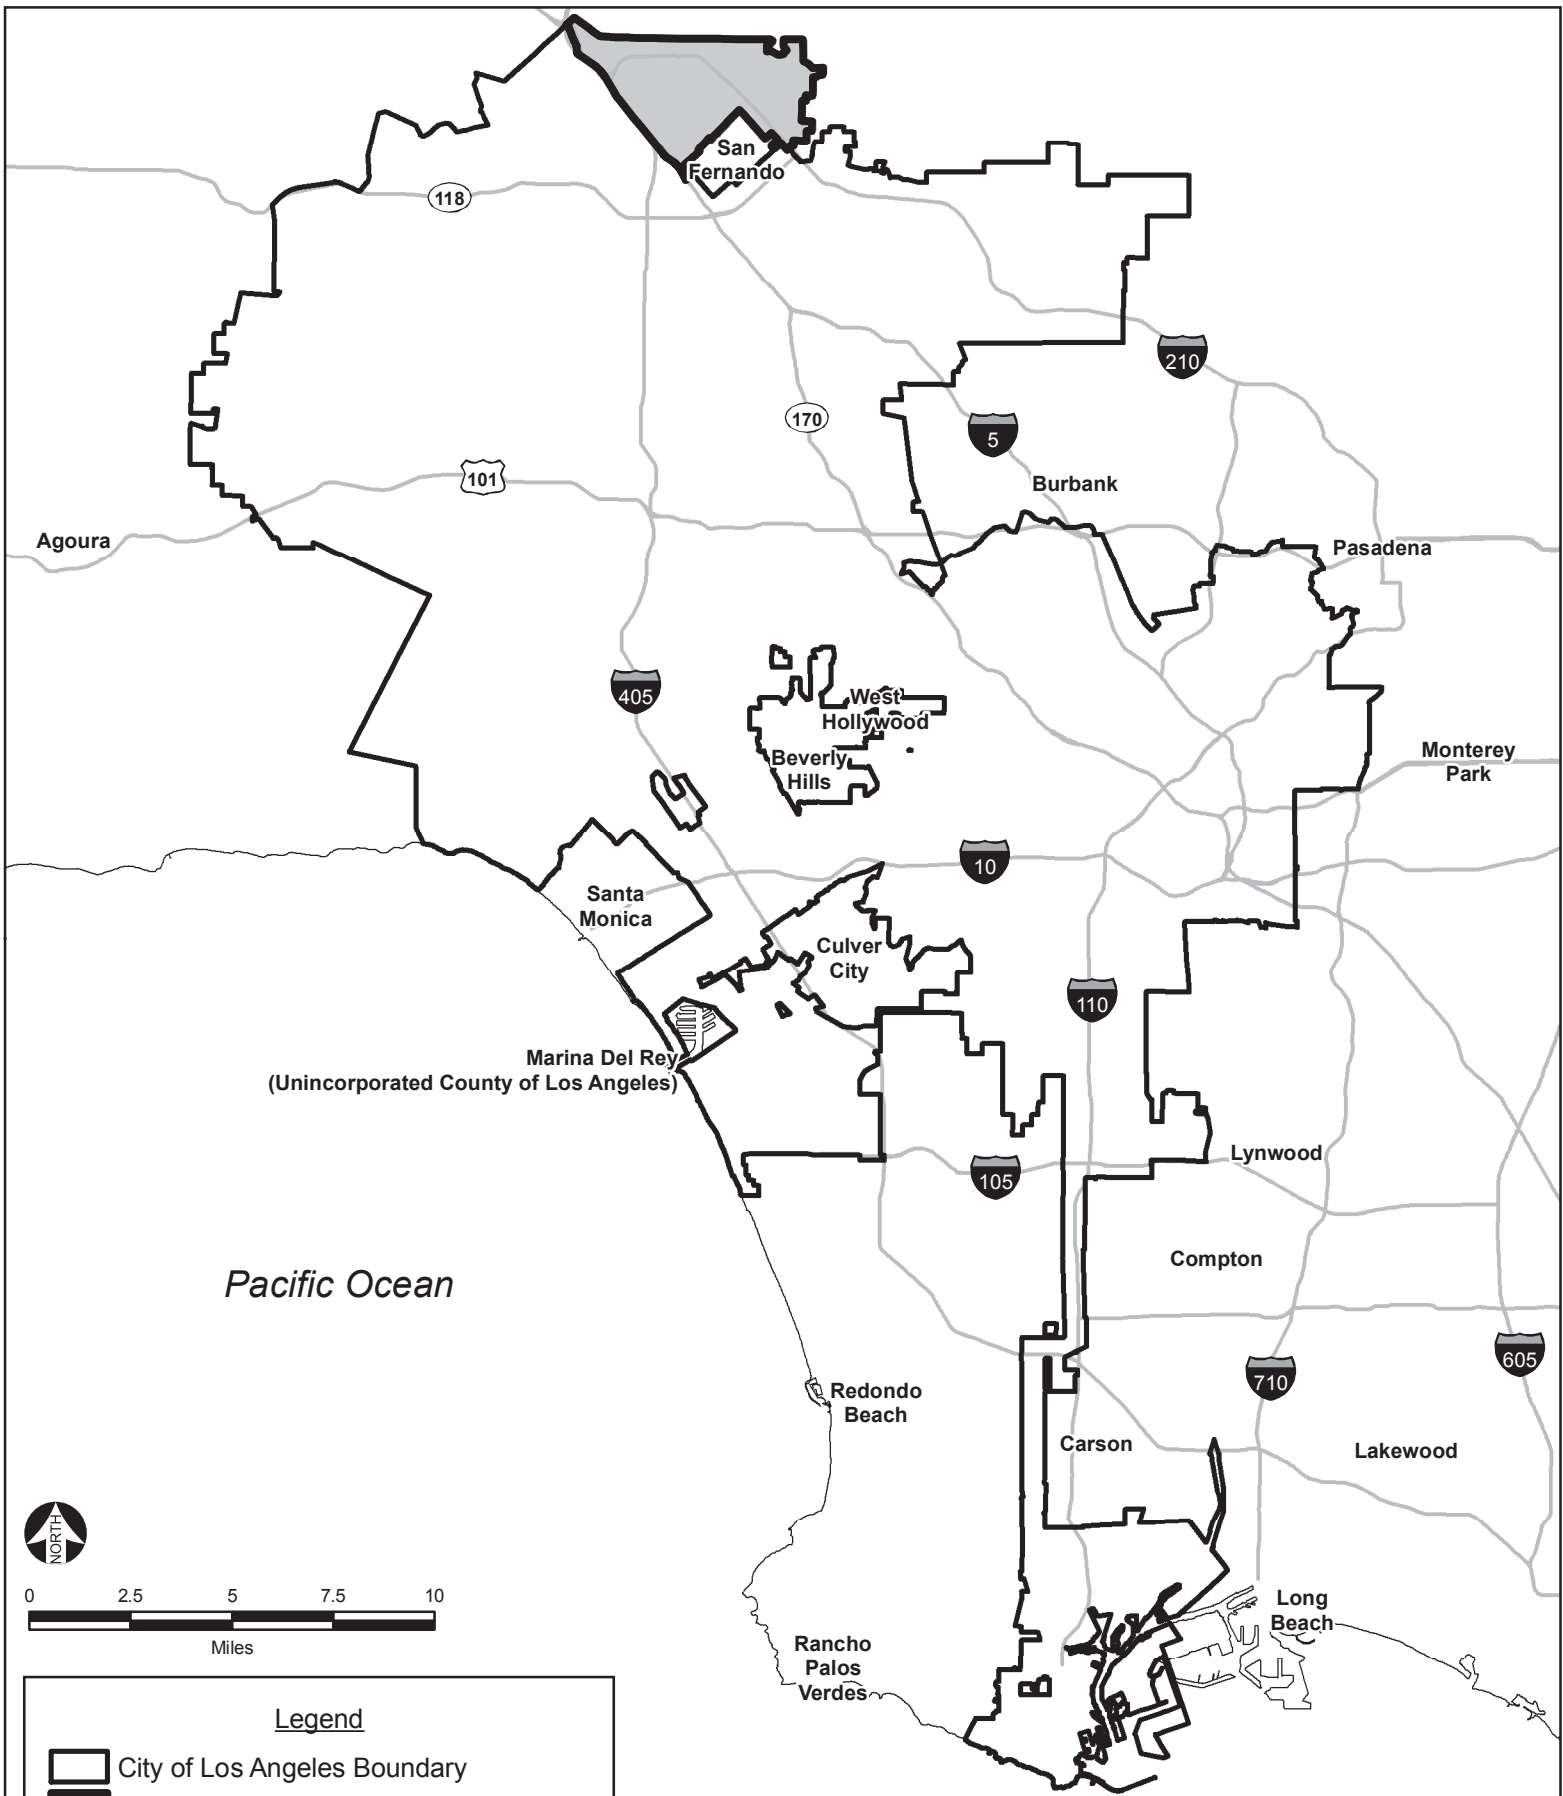 San
Fernando
118
210
170
5
Burbank
101
Agoura
Pasadena
405
West
Hollywood
Beverly
Hills
Monterey
Park
10
Santa
Monica
Culver
City
110
Marina Del Rey
(Unincorporated County of Los Angeles)
Lynwood
105
Compton
Pacific Ocean
605
710
Redondo
Beach
Carson
Lakewood
NORTH
0 2.5 5 7.5 10
Miles
Long
Beach
Rancho
Palos
Verdes
Legend
City of Los Angeles Boundary